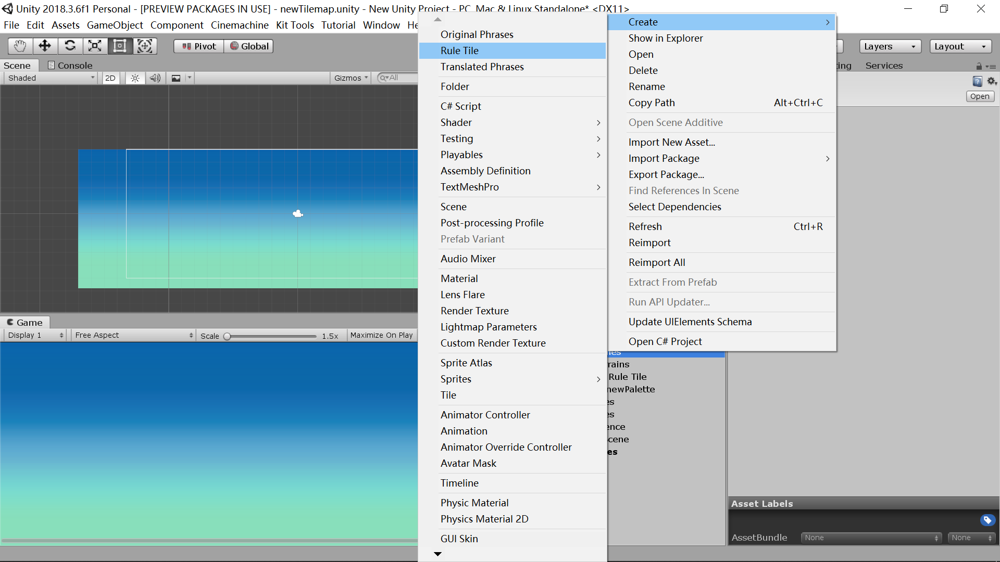 Unity 2018.3.6f1 Personal - [PREVIEW PACKAGES IN USE] - newTilemap.unity - New Unity Project - PC, Mac & Linux Standalone* <DX11>
File Edit Assets GameObject Component Cinemachine Kit Tools Tutorial Window He
Pivot Global
Layers Layout
Scene Console
Services
Shaded 2D Gizmos All
Open
Original Phrases
Rule Tile
Translated Phrases
Folder
C# Script
Shader
Testing
Playables
Assembly Definition
TextMeshPro
Scene
Post-processing Profile
Prefab Variant
Audio Mixer
Material
Lens Flare
Render Texture
Lightmap Parameters
Custom Render Texture
Sprite Atlas
Sprites
Tile
Animator Controller
Animation
Animator Override Controller
Avatar Mask
Timeline
Physic Material
Physics Material 2D
GUI Skin
Create
Show in Explorer
Open
Delete
Rename
Copy Path Alt+Ctrl+C
Open Scene Additive
Import New Asset...
Import Package
Export Package...
Find References In Scene
Select Dependencies
Refresh Ctrl+R
Reimport
Reimport All
Extract From Prefab
Run API Updater...
Update UIElements Schema
Open C# Project
rains
Rule Tile
newPalette
es
es
ence
cene
es
Game
Display 1 Free Aspect Scale 1.5x Maximize On Play
Asset Labels
AssetBundle None None